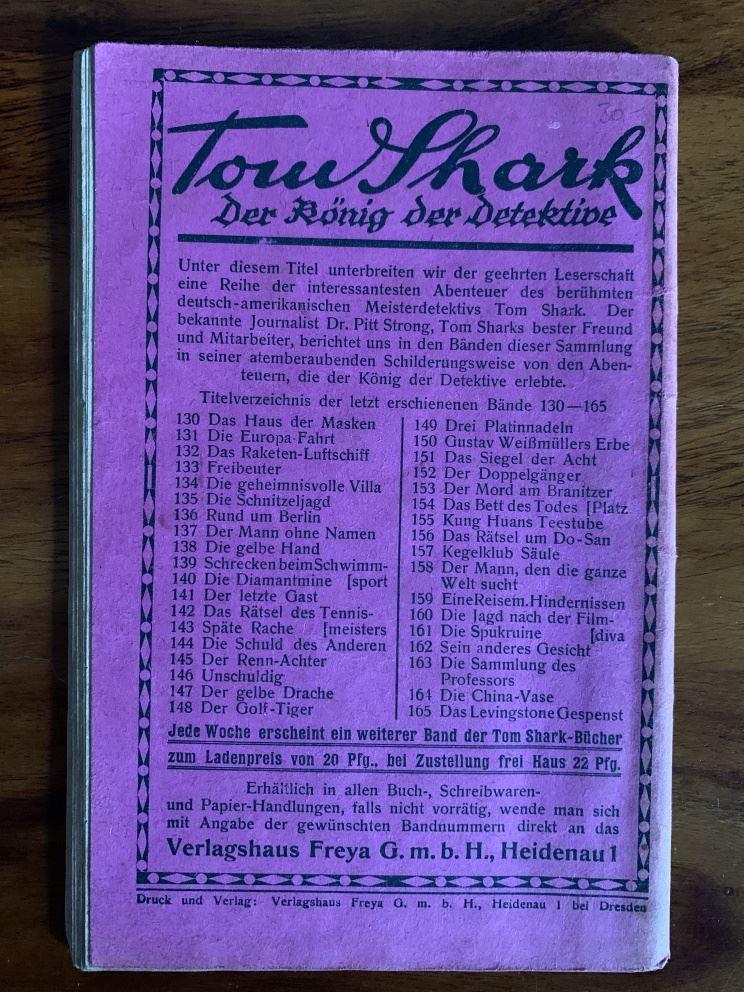 30.-
Tom Shark
Der König der Detektive
Unter diesem Titel unterbreiten wir der geehrten Leserschaft
eine Reihe der interessantesten Abenteuer des berühmten
deutsch-amerikanischen Meisterdetektivs Tom Shark. Der
bekannte Journalist Dr. Pitt Strong, Tom Sharks bester Freund
und Mitarbeiter, berichtet uns in den Bänden dieser Sammlung
in seiner atemberaubenden Schilderungsweise von den Aben-
teuern, die der König der Detektive erlebte.
Titelverzeichnis der letzt erschienenen Bände 130—165
130 Das Haus der Masken
131 Die Europa-Fahrt
132 Das Raketen-Luftschiff
133 Freibeuter
134 Die geheimnisvolle Villa
135 Die Schnitzeljagd
136 Rund um Berlin
137 Der Mann ohne Namen
138 Die gelbe Hand
139 Schrecken beim Schwimm-
140 Die Diamantmine [sport
141 Der letzte Gast
142 Das Rätsel des Tennis-
143 Späte Rache [meisters
144 Die Schuld des Anderen
145 Der Renn-Achter
146 Unschuldig
147 Der gelbe Drache
148 Der Golf-Tiger
149 Drei Platinnadeln
150 Gustav Weißmüllers Erbe
151 Das Siegel der Acht
152 Der Doppelgänger
153 Der Mord am Branitzer
154 Das Bett des Todes [Platz
155 Kung Huans Teestube
156 Das Rätsel um Do-San
157 Kegelklub Säule
158 Der Mann, den die ganze
Welt sucht
159 Eine Reise m. Hindernissen
160 Die Jagd nach der Film-
161 Die Spukruine [diva
162 Sein anderes Gesicht
163 Die Sammlung des
Professors
164 Die China-Vase
165 Das Levingstone Gespenst
Jede Woche erscheint ein weiterer Band der Tom Shark-Bücher
zum Ladenpreis von 20 Pfg., bei Zustellung frei Haus 22 Pfg.
Erhältlich in allen Buch-, Schreibwaren-
und Papier-Handlungen, falls nicht vorrätig, wende man sich
mit Angabe der gewünschten Bandnummern direkt an das
Verlagshaus Freya G. m. b. H., Heidenau 1
Druck und Verlag: Verlagshaus Freya G. m. b. H., Heidenau 1 bei Dresden